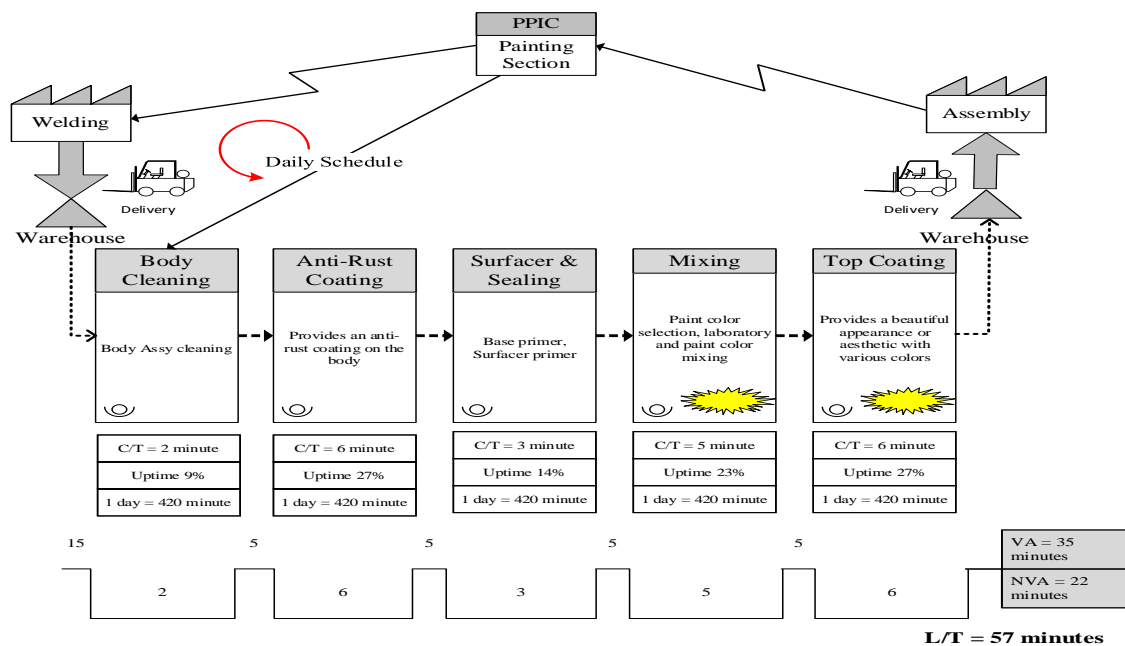 PPIC
Painting
Section
Welding
Assembly
Daily Schedule
Delivery
Delivery
Warehouse
Warehouse
Body
Cleaning
Body Assy cleaning
Anti-Rust
Coating
Provides an anti-
rust coating on the
body
Surfacer &
Sealing
Base primer,
Surfacer primer
Mixing
Paint color
selection, laboratory
and paint color
mixing
Top Coating
Provides a beautiful
appearance or
aesthetic with
various colors
C/T = 2 minute
Uptime 9%
1 day = 420 minute
C/T = 6 minute
Uptime 27%
1 day = 420 minute
C/T = 3 minute
Uptime 14%
1 day = 420 minute
C/T = 5 minute
Uptime 23%
1 day = 420 minute
C/T = 6 minute
Uptime 27%
1 day = 420 minute
15
5
5
5
5
2
6
3
5
6
VA = 35
minutes
NVA = 22
minutes
L/T = 57 minutes